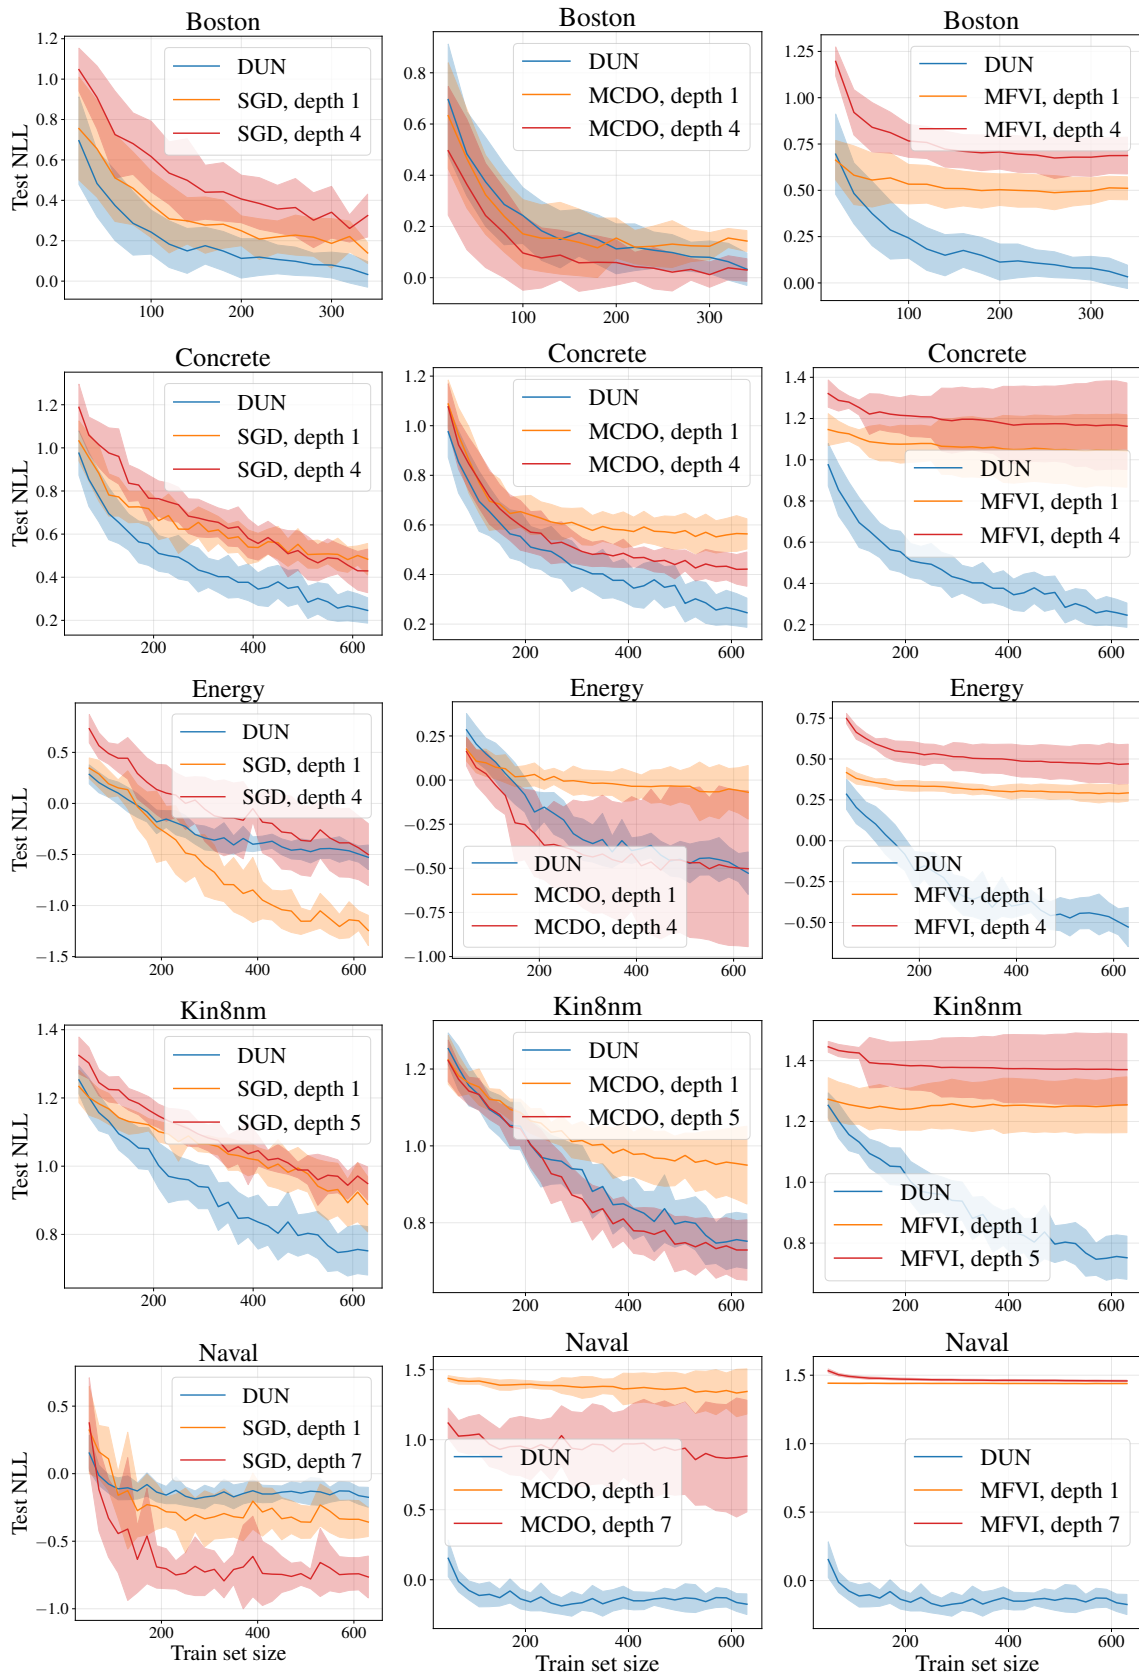 Boston
Test NLL
1.2
1.0
0.8
0.6
0.4
0.2
0.0
100
200
300
DUN
SGD, depth 1
SGD, depth 4
Boston
0.8
0.6
0.4
0.2
0.0
100
200
300
DUN
MCDO, depth 1
MCDO, depth 4
Boston
1.25
1.00
0.75
0.50
0.25
0.00
100
200
300
DUN
MFVI, depth 1
MFVI, depth 4
Concrete
Test NLL
1.2
1.0
0.8
0.6
0.4
0.2
200
400
600
DUN
SGD, depth 1
SGD, depth 4
Concrete
1.2
1.0
0.8
0.6
0.4
0.2
200
400
600
DUN
MCDO, depth 1
MCDO, depth 4
Concrete
1.4
1.2
1.0
0.8
0.6
0.4
0.2
200
400
600
DUN
MFVI, depth 1
MFVI, depth 4
Energy
Test NLL
0.5
0.0
−0.5
−1.0
−1.5
200
400
600
DUN
SGD, depth 1
SGD, depth 4
Energy
0.25
0.00
−0.25
−0.50
−0.75
−1.00
200
400
600
DUN
MCDO, depth 1
MCDO, depth 4
Energy
0.75
0.50
0.25
0.00
−0.25
−0.50
200
400
600
DUN
MFVI, depth 1
MFVI, depth 4
Kin8nm
Test NLL
1.4
1.2
1.0
0.8
200
400
600
DUN
SGD, depth 1
SGD, depth 5
Kin8nm
1.2
1.0
0.8
200
400
600
DUN
MCDO, depth 1
MCDO, depth 5
Kin8nm
1.4
1.2
1.0
0.8
200
400
600
DUN
MFVI, depth 1
MFVI, depth 5
Naval
Test NLL
0.5
0.0
−0.5
−1.0
200
400
600
Train set size
DUN
SGD, depth 1
SGD, depth 7
Naval
1.5
1.0
0.5
0.0
200
400
600
Train set size
DUN
MCDO, depth 1
MCDO, depth 7
Naval
1.5
1.0
0.5
0.0
200
400
600
Train set size
DUN
MFVI, depth 1
MFVI, depth 7